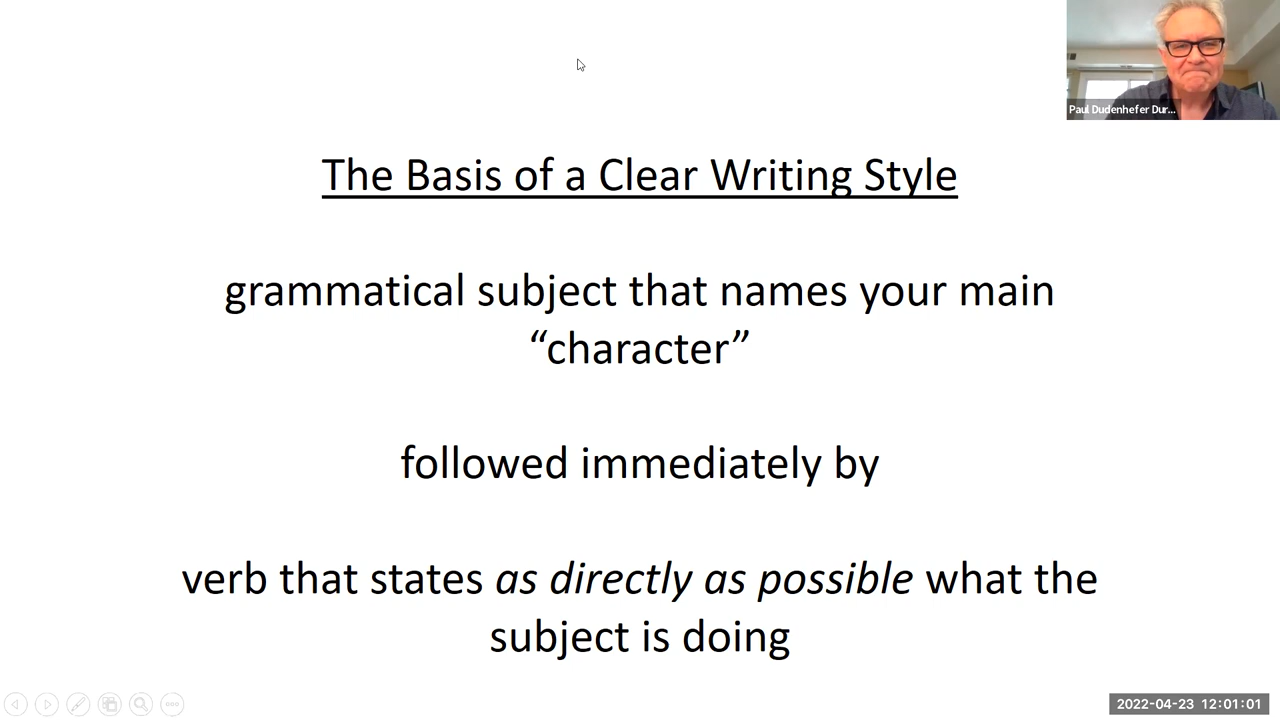 Paul Dudenhefer Dur...
The Basis of a Clear Writing Style
grammatical subject that names your main
“character”
followed immediately by
verb that states as directly as possible what the
subject is doing
2022-04-23 12:01:01